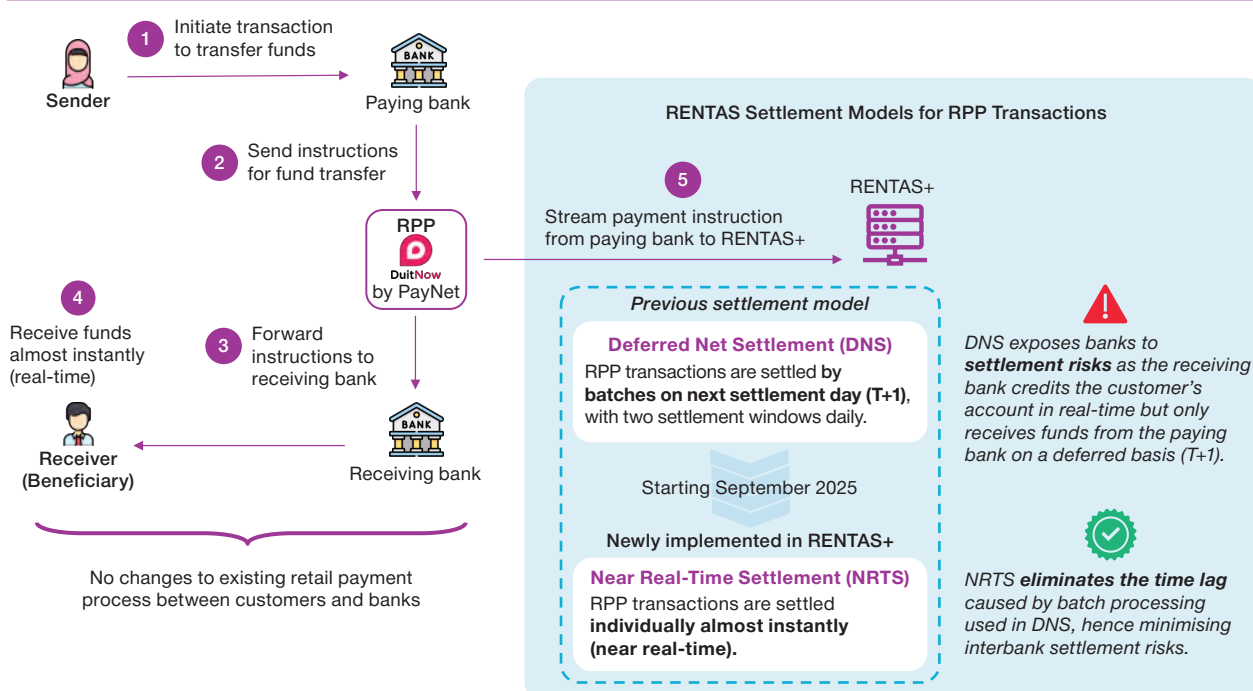 1
Initiate transaction
to transfer funds
Sender
BANK
Paying bank
2
Send instructions
for fund transfer
RPP
DuitNow
by PayNet
3
Forward
instructions to
receiving bank
4
Receive funds
almost instantly
(real-time)
BANK
Receiving bank
Receiver
(Beneficiary)
No changes to existing retail payment
process between customers and banks
RENTAS Settlement Models for RPP Transactions
5
Stream payment instruction
from paying bank to RENTAS+
RENTAS+
Previous settlement model
Deferred Net Settlement (DNS)
RPP transactions are settled by
batches on next settlement day (T+1),
with two settlement windows daily.
Starting September 2025
Newly implemented in RENTAS+
Near Real-Time Settlement (NRTS)
RPP transactions are settled
individually almost instantly
(near real-time).
DNS exposes banks to
settlement risks as the receiving
bank credits the customer's
account in real-time but only
receives funds from the paying
bank on a deferred basis (T+1).
NRTS eliminates the time lag
caused by batch processing
used in DNS, hence minimising
interbank settlement risks.